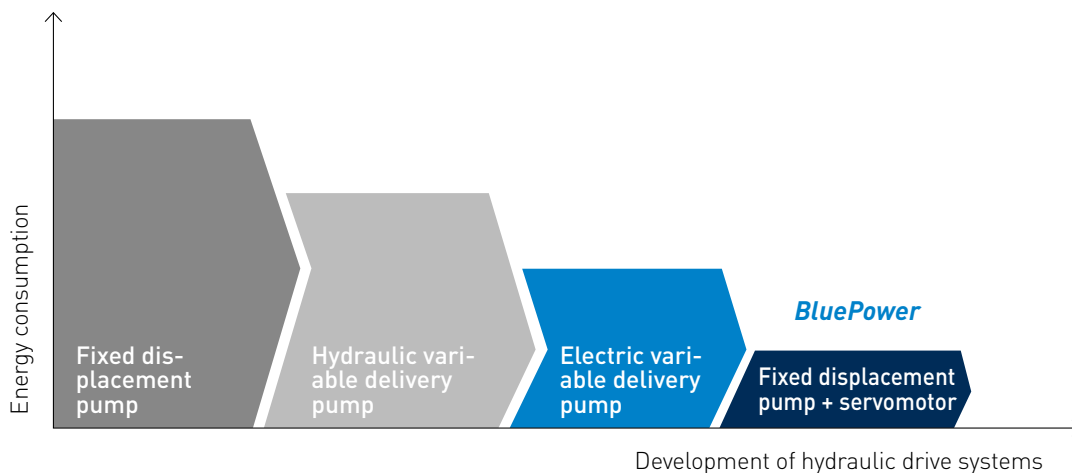 Energy consumption
Fixed dis-
placement
pump
Hydraulic vari-
able delivery
pump
Electric vari-
able delivery
pump
BluePower
Fixed displacement
pump + servomotor
Development of hydraulic drive systems